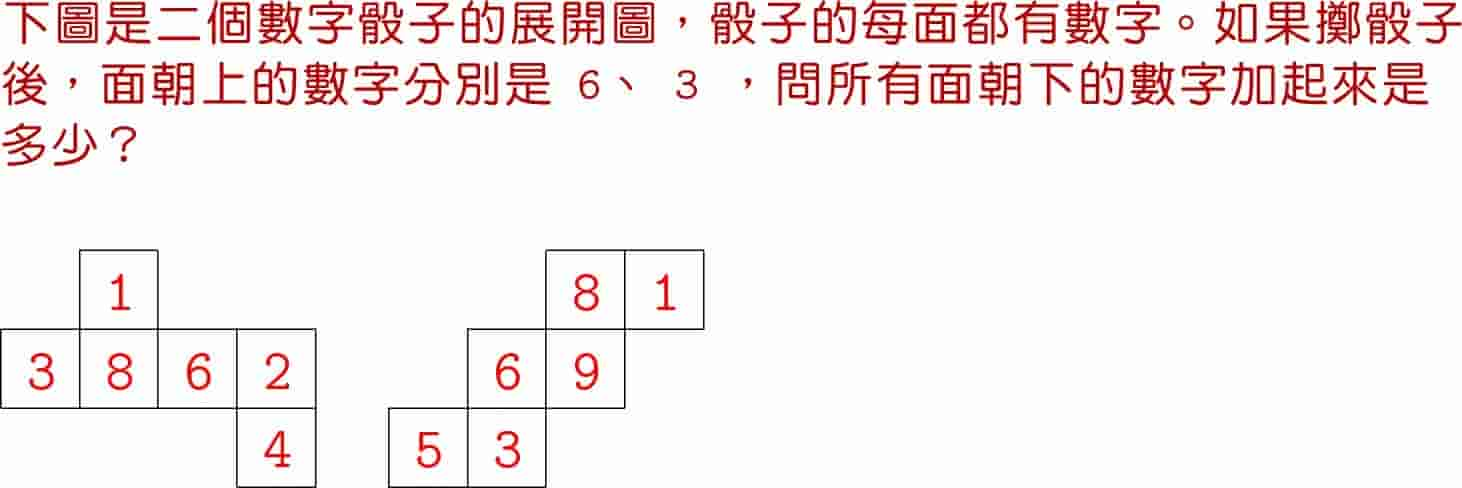 下圖是二個數字骰子的展開圖，骰子的每面都有數字。如果擲骰子
後，面朝上的數字分別是 6、 3 ，問所有面朝下的數字加起來是
多少？
1
3 8 6 2
4
8 1
6 9
5 3